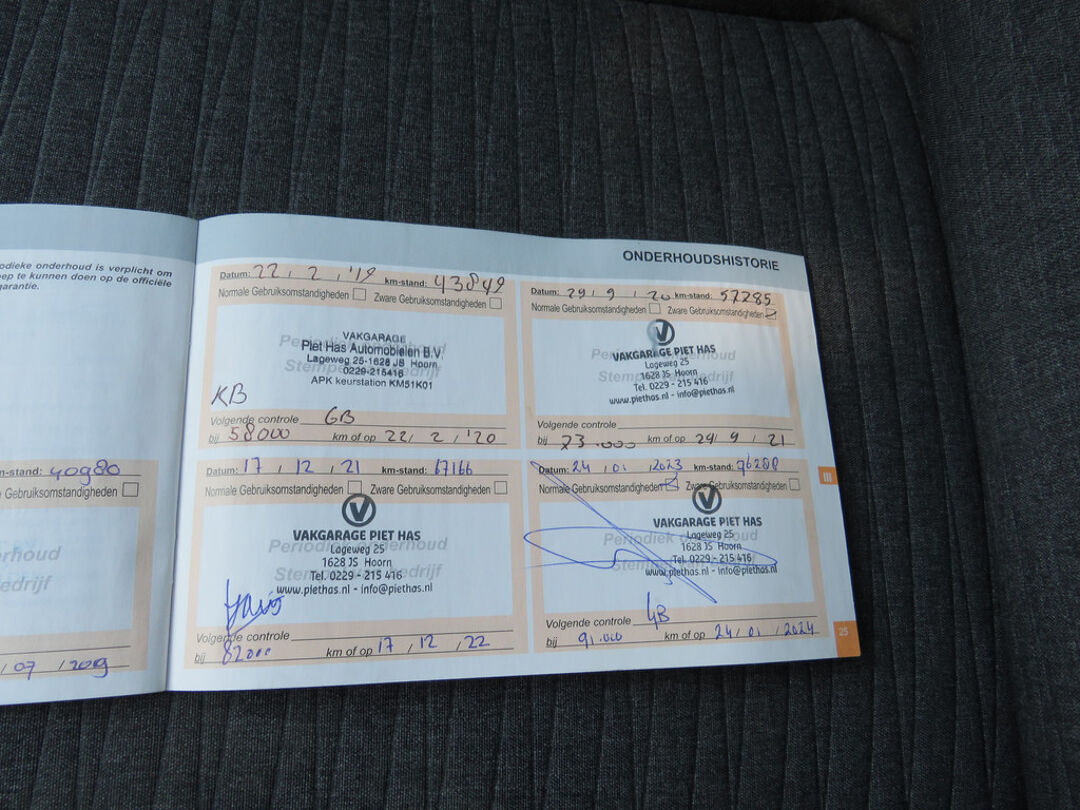 odieke onderhoud is verplicht om
ep te kunnen doen op de officiële
garantie.
m-stand: 40980
Gebruiksomstandigheden
07 / 2019
ONDERHOUDSHISTORIE
Datum: 22 / 2 / '19 km-stand: 43849
Normale Gebruiksomstandigheden Zware Gebruiksomstandigheden
VAKGARAGE
Piet Has Automobielen B.V.
Lageweg 25-1628 JS Hoorn
0229-215416
APK keurstation KM51K01
KB
Volgende controle GB
bij 58000 km of op 22/ 2 / '20
Datum: 29 / 9 / 20 km-stand: 57285
Normale Gebruiksomstandigheden Zware Gebruiksomstandigheden
VAKGARAGE PIET HAS
Lageweg 25
1628 JS Hoorn
Tel. 0229 - 215 416
www.piethas.nl - info@piethas.nl
Volgende controle
bij 73.000 km of op 29/ 9 / 21
Datum: 17 / 12 / 21 km-stand: 67166
Normale Gebruiksomstandigheden Zware Gebruiksomstandigheden
VAKGARAGE PIET HAS
Periodiek onderhoud
Lageweg 25
1628 JS Hoorn
Tel. 0229 - 215 416
www.piethas.nl - info@piethas.nl
Volgende controle
bij 82000 km of op 17 / 12 / 22
Datum: 24 / 01 / 2023 km-stand: 76288
Normale Gebruiksomstandigheden Zware Gebruiksomstandigheden
VAKGARAGE PIET HAS
Lageweg 25
1628 JS Hoorn
Tel. 0229 - 215 416
www.piethas.nl - info@piethas.nl
Volgende controle GB
bij 91.000 km of op 24/ 01 / 2024
III
25